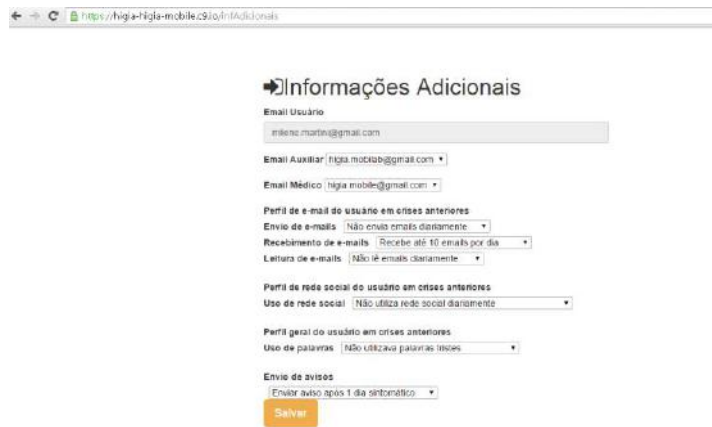 https://higia-higia-mobile.c9.io/infAdicionais
Informações Adicionais
Email Usuário
milene.martini@gmail.com
Email Auxiliar higia.mobilab@gmail.com
Email Médico higia.mobile@gmail.com
Perfil de e-mail do usuário em crises anteriores
Envio de e-mails Não envia emails diariamente
Recebimento de e-mails Recebe até 10 emails por dia
Leitura de e-mails Não lê emails diariamente
Perfil de rede social do usuário em crises anteriores
Uso de rede social Não utiliza rede social diariamente
Perfil geral do usuário em crises anteriores
Uso de palavras Não utilizava palavras tristes
Envio de avisos
Enviar aviso após 1 dia sintomático
Salvar